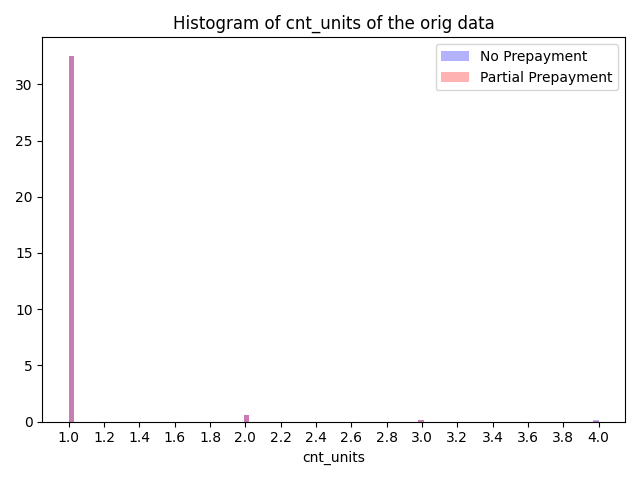 Histogram of cnt_units of the orig data
No Prepayment
Partial Prepayment
30
25
20
15
10
5
0
1.0 1.2 1.4 1.6 1.8 2.0 2.2 2.4 2.6 2.8 3.0 3.2 3.4 3.6 3.8 4.0
cnt_units